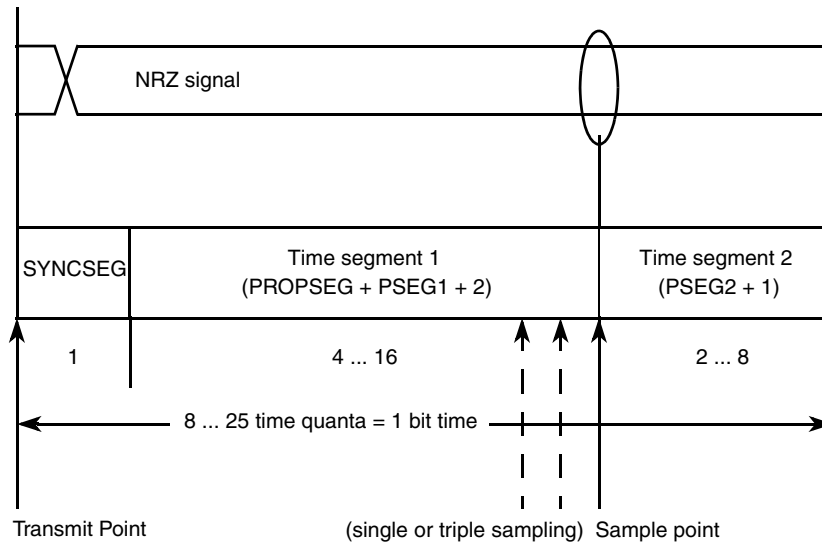 NRZ signal
SYNCSEG
Time segment 1
(PROPSEG + PSEG1 + 2)
Time segment 2
(PSEG2 + 1)
1
4 ... 16
2 ... 8
8 ... 25 time quanta = 1 bit time
Transmit Point
(single or triple sampling)
Sample point